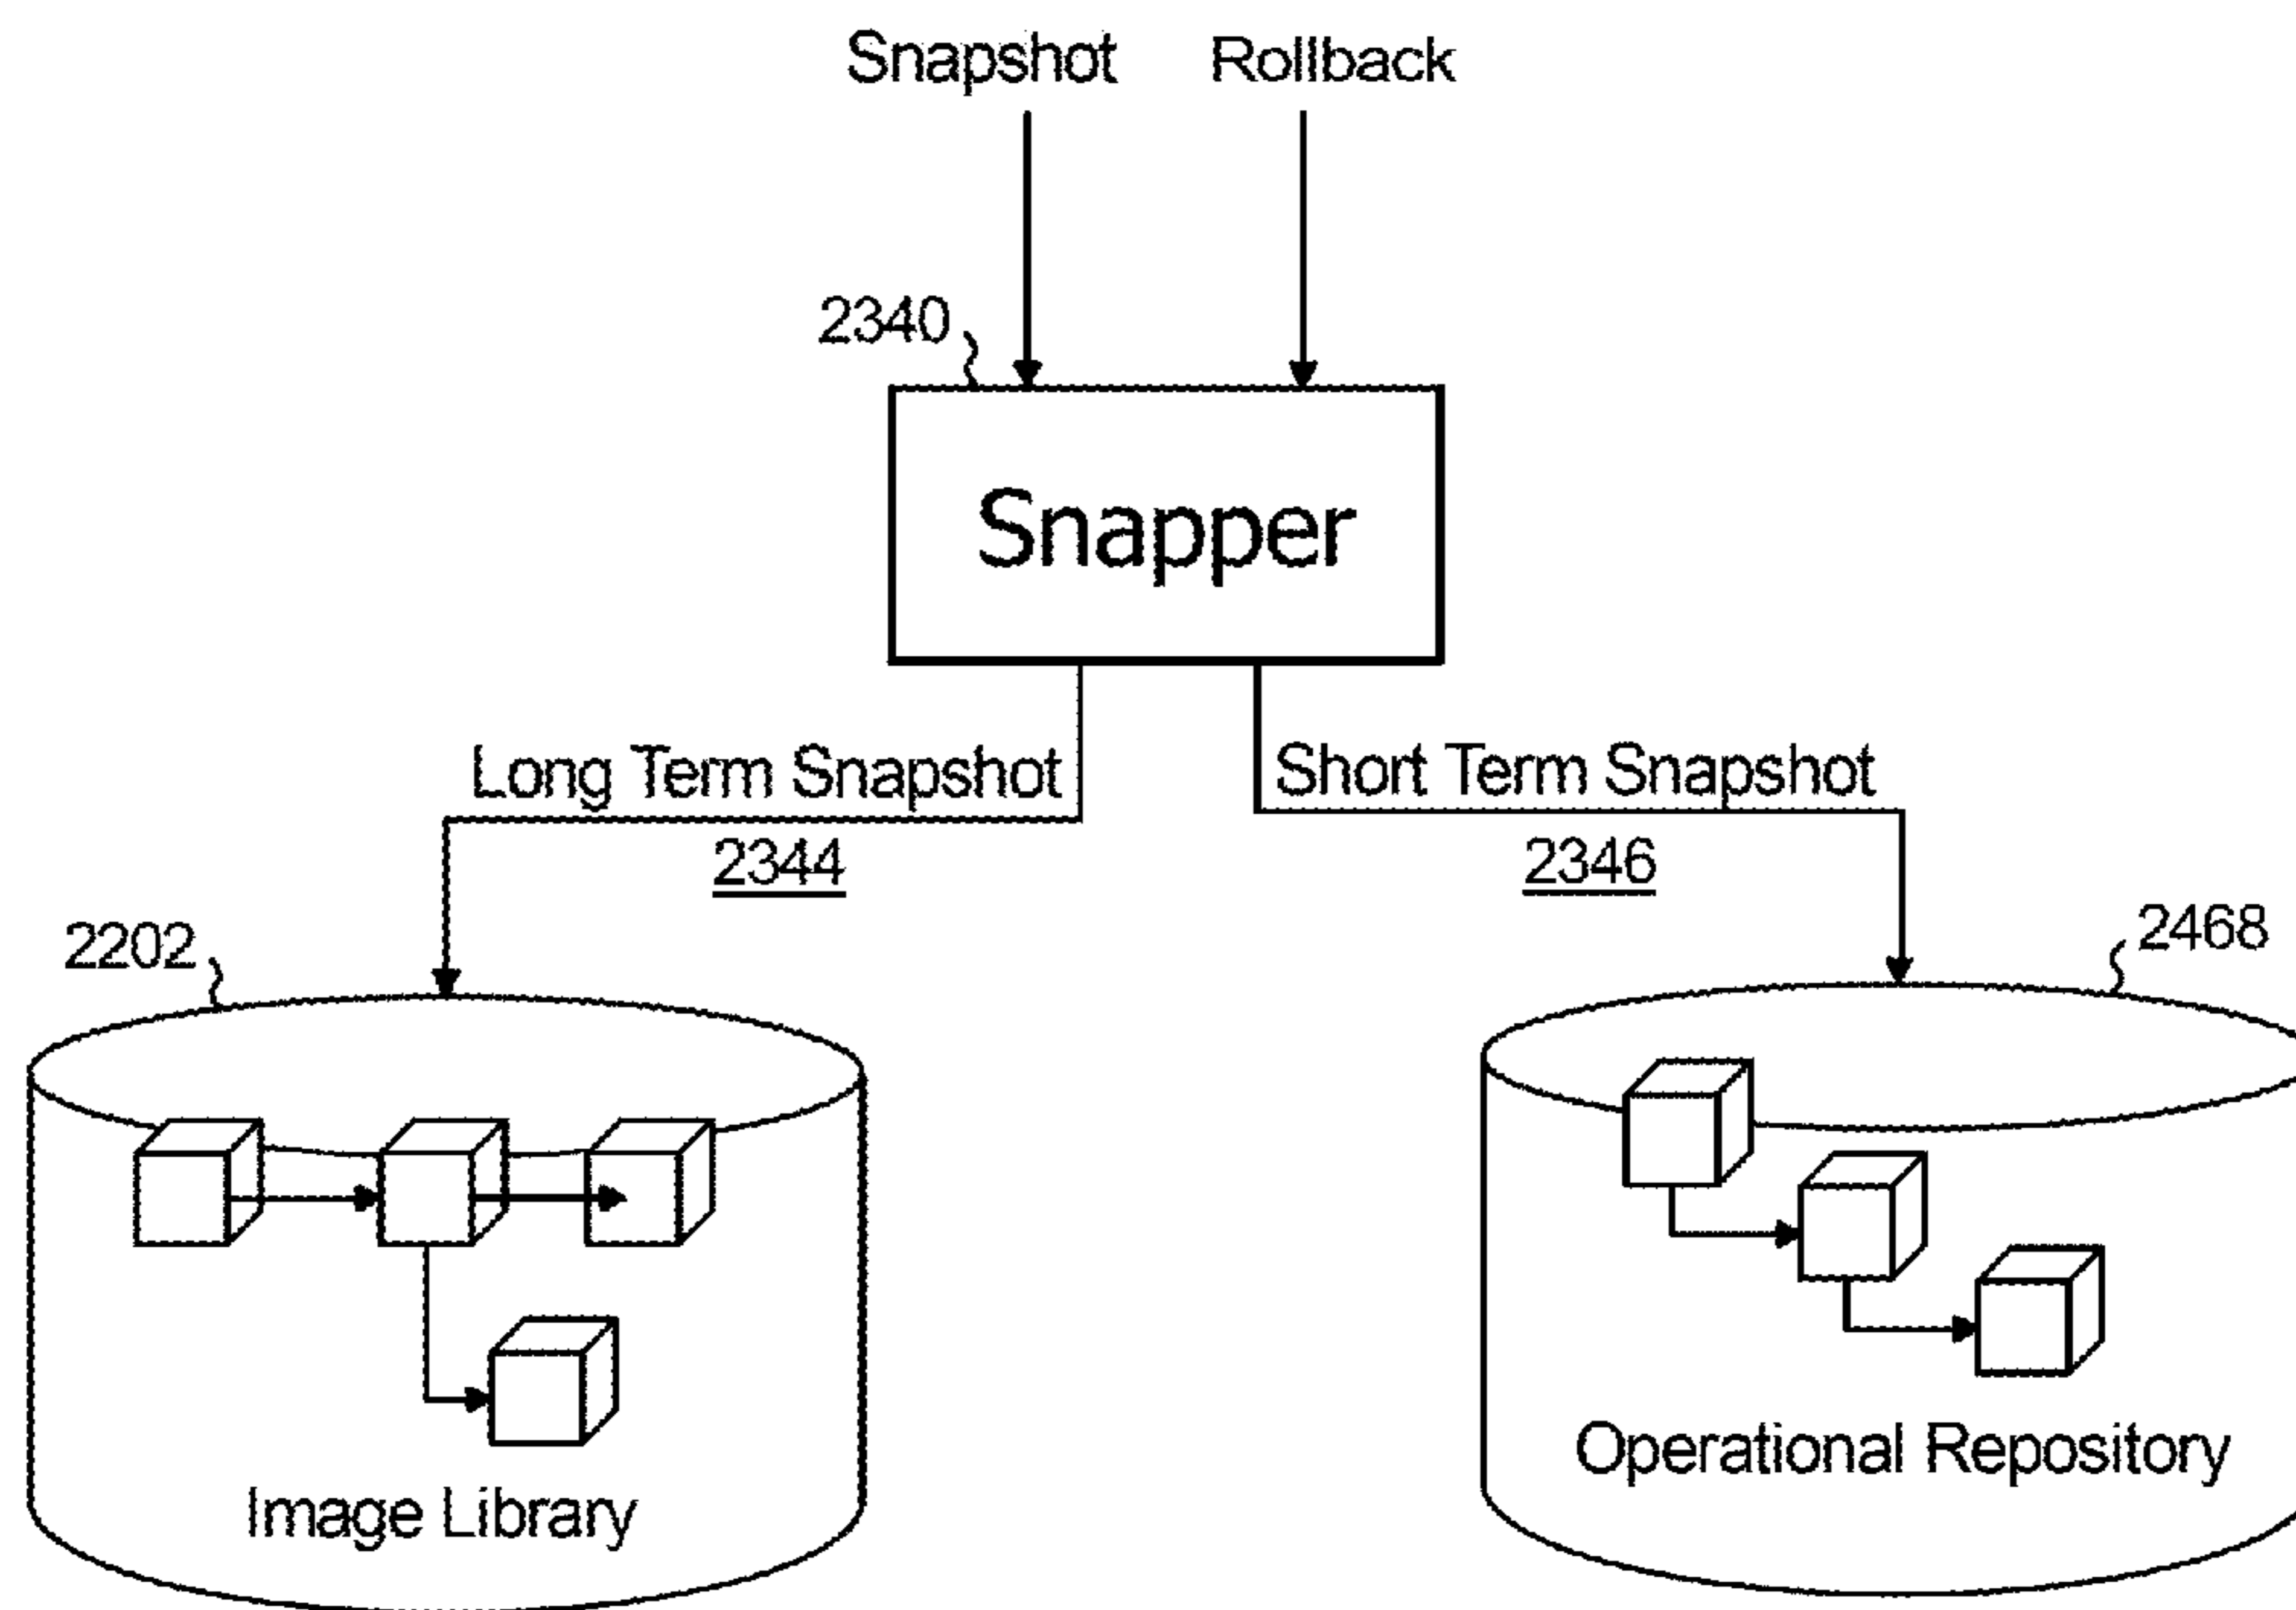 Snapshot Rollback
2340
Snapper
Long Term Snapshot
Short Term Snapshot
2344
2346
2202
2468
Operational Repository
Image Library